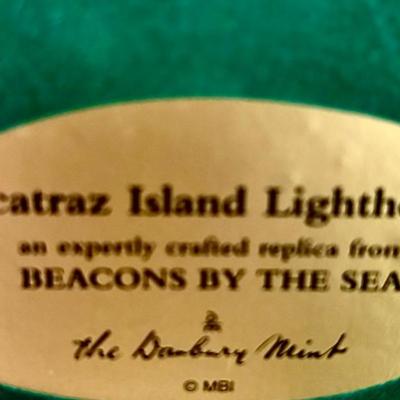 catraz Island Lighth
an expertly crafted replica from
BEACONS BY THE SEA
the Danbury Mint
© MBI